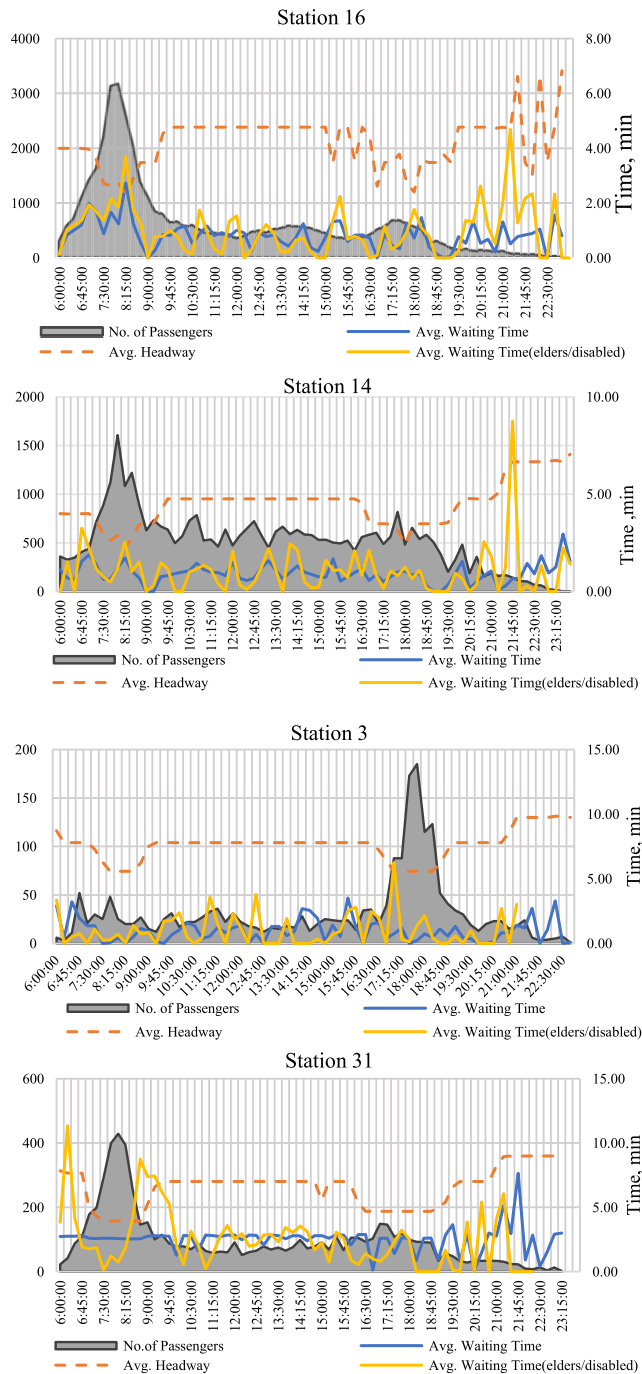 Station 16
4000 8.00
3000 6.00
2000 4.00
1000 2.00
0 0.00
Time, min
6:00:00 6:45:00 7:30:00 8:15:00 9:00:00 9:45:00 10:30:00 11:15:00 12:00:00 12:45:00 13:30:00 14:15:00 15:00:00 15:45:00 16:30:00 17:15:00 18:00:00 18:45:00 19:30:00 20:15:00 21:00:00 21:45:00 22:30:00
No. of Passengers Avg. Waiting Time
Avg. Headway Avg. Waiting Time(elders/disabled)
Station 14
2000 10.00
1500
1000 5.00
500
0 0.00
Time ,min
6:00:00 6:45:00 7:30:00 8:15:00 9:00:00 9:45:00 10:30:00 11:15:00 12:00:00 12:45:00 13:30:00 14:15:00 15:00:00 15:45:00 16:30:00 17:15:00 18:00:00 18:45:00 19:30:00 20:15:00 21:00:00 21:45:00 22:30:00 23:15:00
No. of Passengers Avg. Waiting Time
Avg. Headway Avg. Waiting Timg(elders/disabled)
Station 3
200 15.00
150
10.00
100
5.00
50
0 0.00
Time, min
6:00:00 6:45:00 7:30:00 8:15:00 9:00:00 9:45:00 10:30:00 11:15:00 12:00:00 12:45:00 13:30:00 14:15:00 15:00:00 15:45:00 16:30:00 17:15:00 18:00:00 18:45:00 19:30:00 20:15:00 21:00:00 21:45:00 22:30:00
No. of Passengers Avg. Waiting Time
Avg. Headway Avg. Waiting Time(elders/disabled)
Station 31
600 15.00
400 10.00
200 5.00
0 0.00
Time, min
6:00:00 6:45:00 7:30:00 8:15:00 9:00:00 9:45:00 10:30:00 11:15:00 12:00:00 12:45:00 13:30:00 14:15:00 15:00:00 15:45:00 16:30:00 17:15:00 18:00:00 18:45:00 19:30:00 20:15:00 21:00:00 21:45:00 22:30:00 23:15:00
No.of Passengers Avg. Waiting Time
Avg. Headway Avg. Waiting Time(elders/disabled)